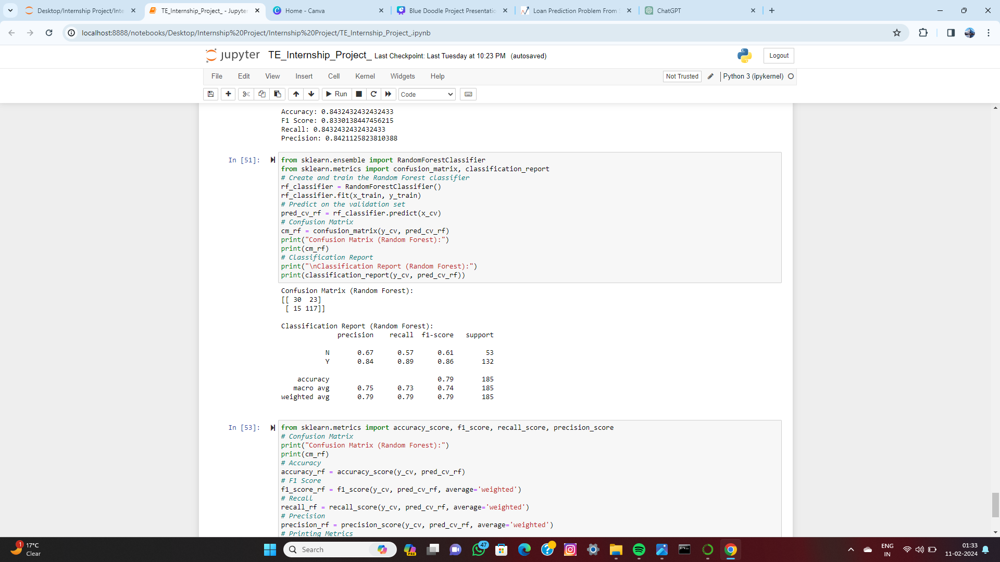 Desktop/Internship Project/Inte
TE_Internship_Project_ - Jupyter
Home - Canva
Blue Doodle Project Presentatio
Loan Prediction Problem From S
ChatGPT
localhost:8888/notebooks/Desktop/Internship%20Project/Internship%20Project/TE_Internship_Project_.ipynb
jupyter TE_Internship_Project_ Last Checkpoint: Last Tuesday at 10:23 PM (autosaved)
Logout
File Edit View Insert Cell Kernel Widgets Help
Not Trusted
Python 3 (ipykernel)
Run
Code
Accuracy: 0.8432432432432433
F1 Score: 0.8330138447456215
Recall: 0.8432432432432433
Precision: 0.8421125823810388
In [51]:
from sklearn.ensemble import RandomForestClassifier
from sklearn.metrics import confusion_matrix, classification_report
# Create and train the Random Forest classifier
rf_classifier = RandomForestClassifier()
rf_classifier.fit(x_train, y_train)
# Predict on the validation set
pred_cv_rf = rf_classifier.predict(x_cv)
# Confusion Matrix
cm_rf = confusion_matrix(y_cv, pred_cv_rf)
print("Confusion Matrix (Random Forest):")
print(cm_rf)
# Classification Report
print("\nClassification Report (Random Forest):")
print(classification_report(y_cv, pred_cv_rf))
Confusion Matrix (Random Forest):
[[ 30  23]
 [ 15 117]]
Classification Report (Random Forest):
              precision    recall  f1-score   support
           N       0.67      0.57      0.61        53
           Y       0.84      0.89      0.86       132
    accuracy                           0.79       185
   macro avg       0.75      0.73      0.74       185
weighted avg       0.79      0.79      0.79       185
In [53]:
from sklearn.metrics import accuracy_score, f1_score, recall_score, precision_score
# Confusion Matrix
print("Confusion Matrix (Random Forest):")
print(cm_rf)
# Accuracy
accuracy_rf = accuracy_score(y_cv, pred_cv_rf)
# F1 Score
f1_score_rf = f1_score(y_cv, pred_cv_rf, average='weighted')
# Recall
recall_rf = recall_score(y_cv, pred_cv_rf, average='weighted')
# Precision
precision_rf = precision_score(y_cv, pred_cv_rf, average='weighted')
# Printing Metrics
1
17°C
Clear
Search
PRE
47
ENG
IN
01:33
11-02-2024